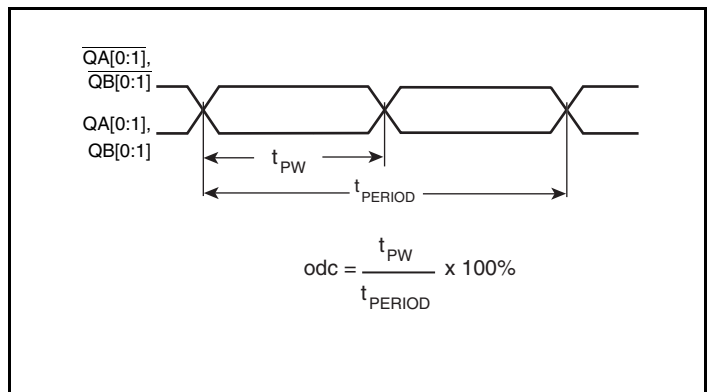 QA[0:1],
QB[0:1]
QA[0:1],
QB[0:1]
tPW
tPERIOD
odc = tPW / tPERIOD x 100%